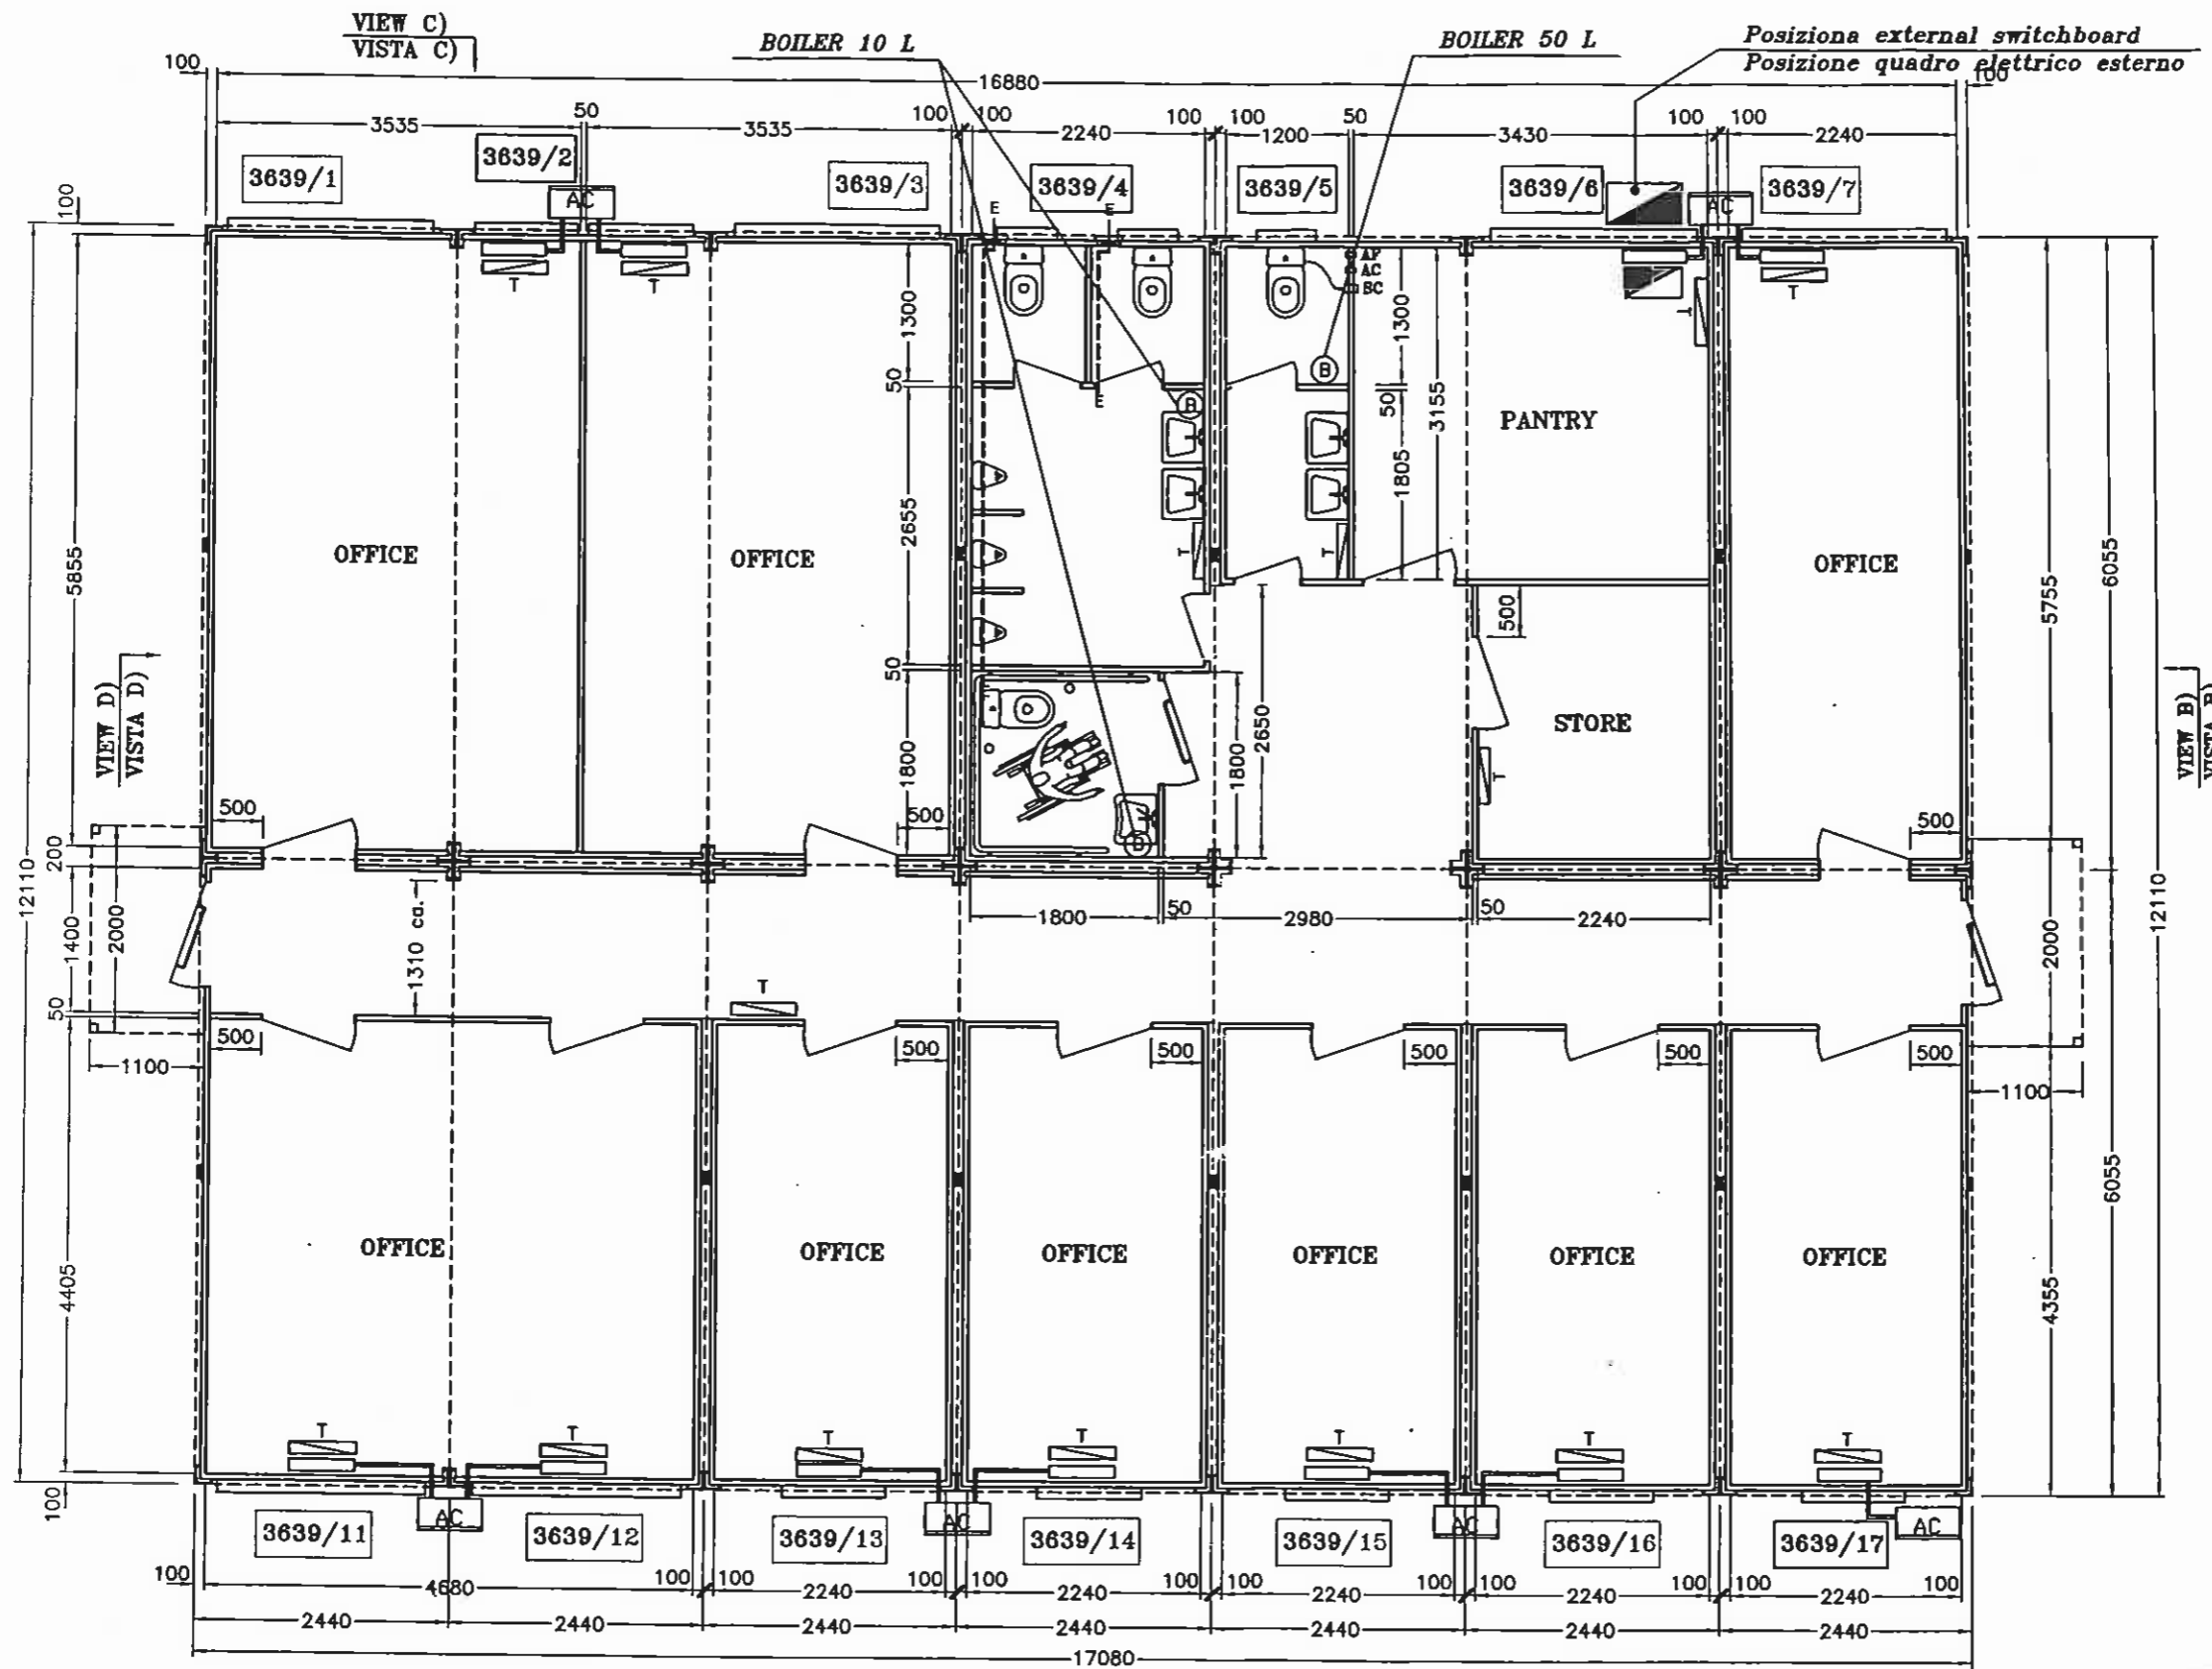 VIEW C)
VISTA C)
BOILER 10 L
BOILER 50 L
Posiziona external switchboard
Posizione quadro elettrico esterno
100
16880
100
3535
50
3535
100
100
2240
100
100
1200
50
3430
100
100
2240
3639/1
3639/2
3639/3
3639/4
3639/5
3639/6
3639/7
AC
AC
E
E
E
T
T
T
T
T
T
T
AP
AC
SC
B
B
100
5855
200
12110
1400
2000
50
4405
100
1100
1300
50
2655
50
1800
1300
50
1805
3155
2650
1800
500
OFFICE
OFFICE
PANTRY
OFFICE
STORE
VIEW D)
VISTA D)
VIEW B)
VISTA B)
500
500
500
5755
6055
12110
2000
4355
6055
1100
1800
50
2980
50
2240
1310 ca.
T
500
500
500
500
500
500
OFFICE
OFFICE
OFFICE
OFFICE
OFFICE
OFFICE
T
T
T
T
T
T
T
AC
AC
AC
AC
3639/11
3639/12
3639/13
3639/14
3639/15
3639/16
3639/17
100
4680
100
100
2240
100
100
2240
100
100
2240
100
100
2240
100
100
2240
100
2440
2440
2440
2440
2440
2440
2440
17080